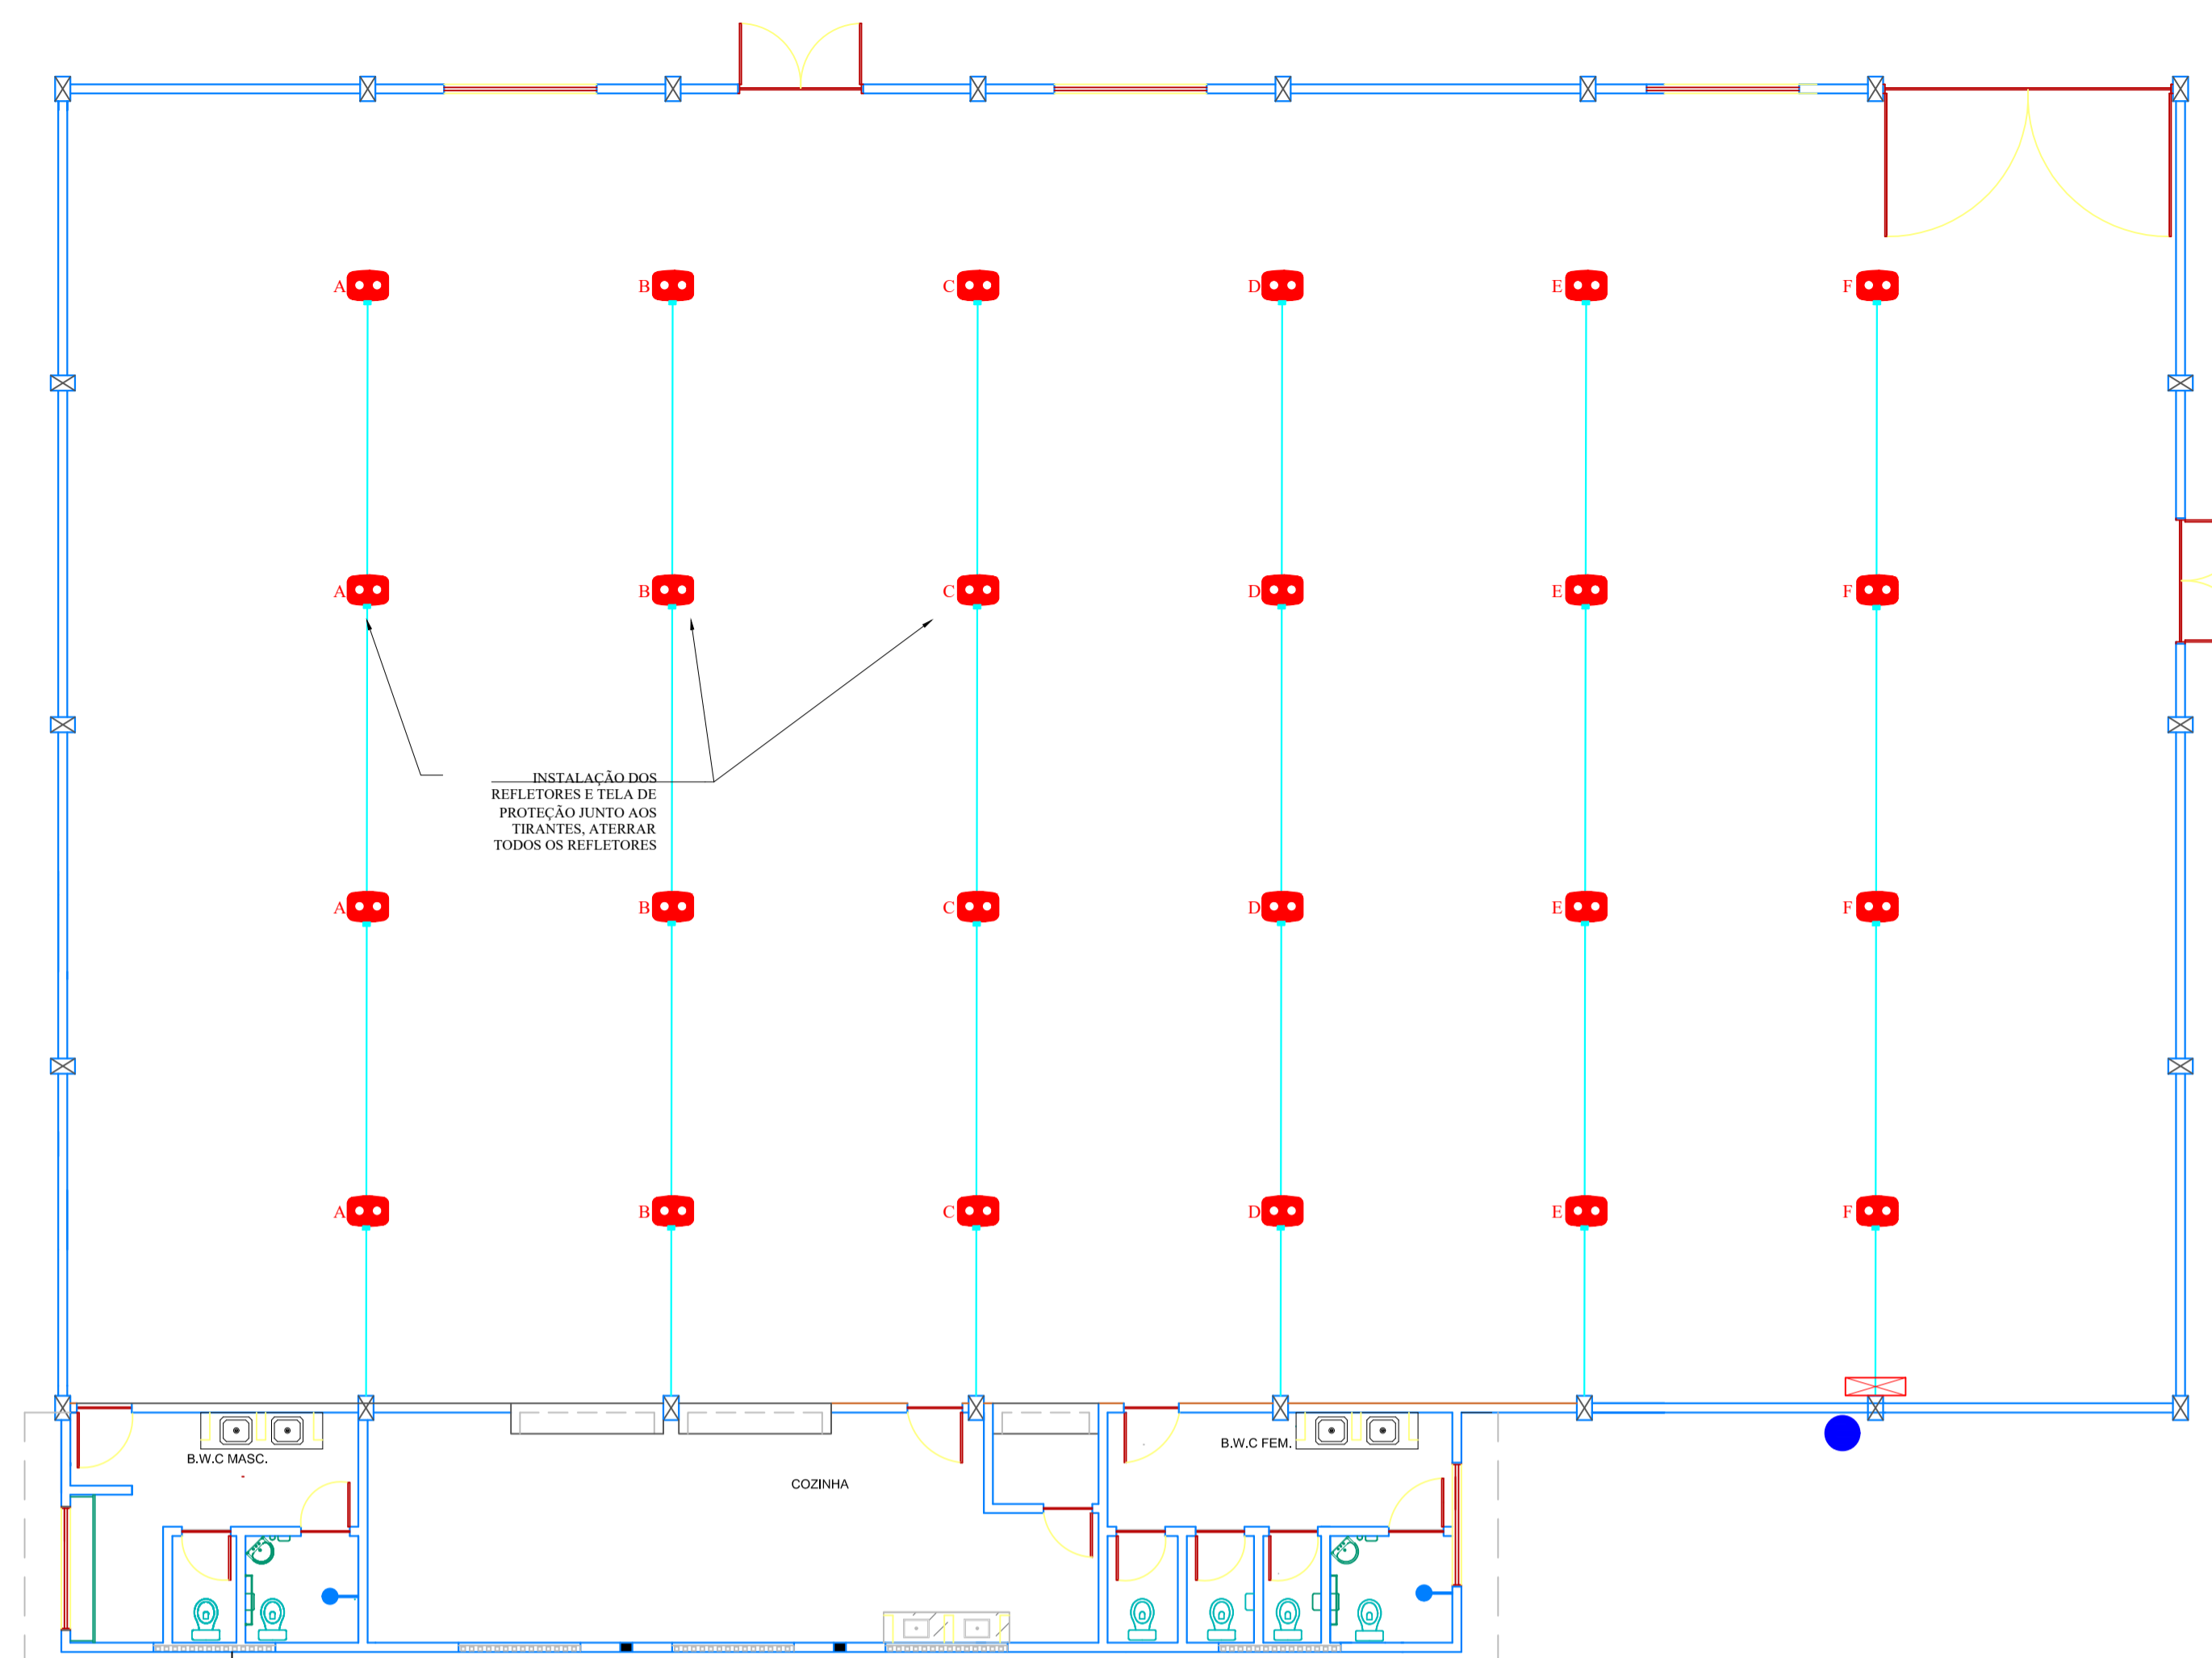 A B C D E F
A B C D E F
INSTALAÇÃO DOS
REFLETORES E TELA DE
PROTEÇÃO JUNTO AOS
TIRANTES, ATERRAR
TODOS OS REFLETORES
A B C D E F
A B C D E F
B.W.C MASC.
COZINHA
B.W.C FEM.